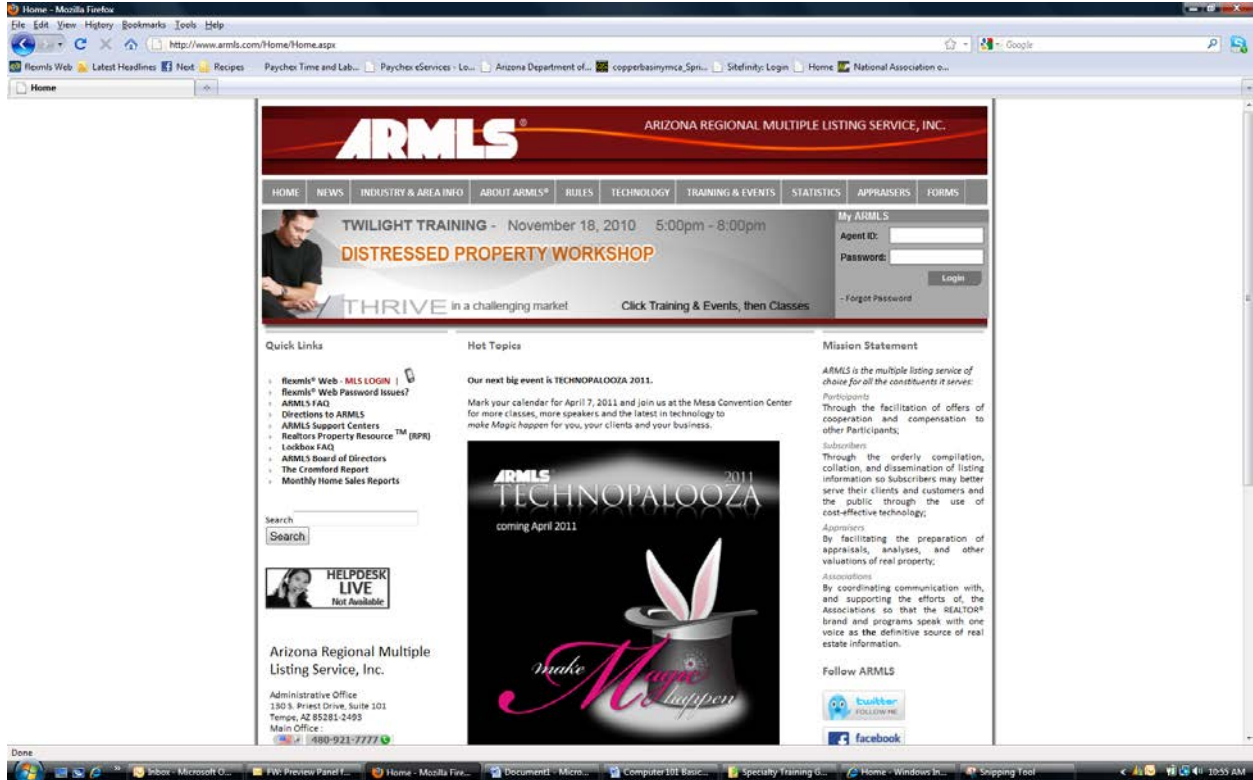 Home - Mozilla Firefox
File Edit View History Bookmarks Tools Help
http://www.armls.com/Home/Home.aspx
Google
flexmls Web Latest Headlines Next Recipes Paychex Time and Lab... Paychex eServices - Lo... Arizona Department of... copperbasinymca_Spri... Sitefinity: Login Home National Association o...
Home
ARMLS®
ARIZONA REGIONAL MULTIPLE LISTING SERVICE, INC.
HOME NEWS INDUSTRY & AREA INFO ABOUT ARMLS® RULES TECHNOLOGY TRAINING & EVENTS STATISTICS APPRAISERS FORMS
TWILIGHT TRAINING - November 18, 2010 5:00pm - 8:00pm
DISTRESSED PROPERTY WORKSHOP
THRIVE in a challenging market Click Training & Events, then Classes
My ARMLS
Agent ID:
Password:
Login
- Forgot Password
Quick Links
flexmls® Web - MLS LOGIN |
flexmls® Web Password Issues?
ARMLS FAQ
Directions to ARMLS
ARMLS Support Centers
Realtors Property Resource TM (RPR)
Lockbox FAQ
ARMLS Board of Directors
The Cromford Report
Monthly Home Sales Reports
Search
Search
HELPDESK
LIVE
Not Available
Arizona Regional Multiple
Listing Service, Inc.
Administrative Office
130 S. Priest Drive, Suite 101
Tempe, AZ 85281-2493
Main Office :
480-921-7777
Hot Topics
Our next big event is TECHNOPALOOZA 2011.
Mark your calendar for April 7, 2011 and join us at the Mesa Convention Center
for more classes, more speakers and the latest in technology to
make Magic happen for you, your clients and your business.
ARMLS 2011
TECHNOPALOOZA
coming April 2011
make
Magic
happen
Mission Statement
ARMLS is the multiple listing service of
choice for all the constituents it serves:
Participants
Through the facilitation of offers of
cooperation and compensation to
other Participants;
Subscribers
Through the orderly compilation,
collation, and dissemination of listing
information so Subscribers may better
serve their clients and customers and
the public through the use of
cost-effective technology;
Appraisers
By facilitating the preparation of
appraisals, analyses, and other
valuations of real property;
Associations
By coordinating communication with,
and supporting the efforts of, the
Associations so that the REALTOR®
brand and programs speak with one
voice as the definitive source of real
estate information.
Follow ARMLS
twitter
FOLLOW ME
facebook
Done
Inbox - Microsoft O... FW: Preview Panel f... Home - Mozilla Fire... Document1 - Micro... Computer 101 Basic... Specialty Training G... Home - Windows In... Snipping Tool 10:55 AM